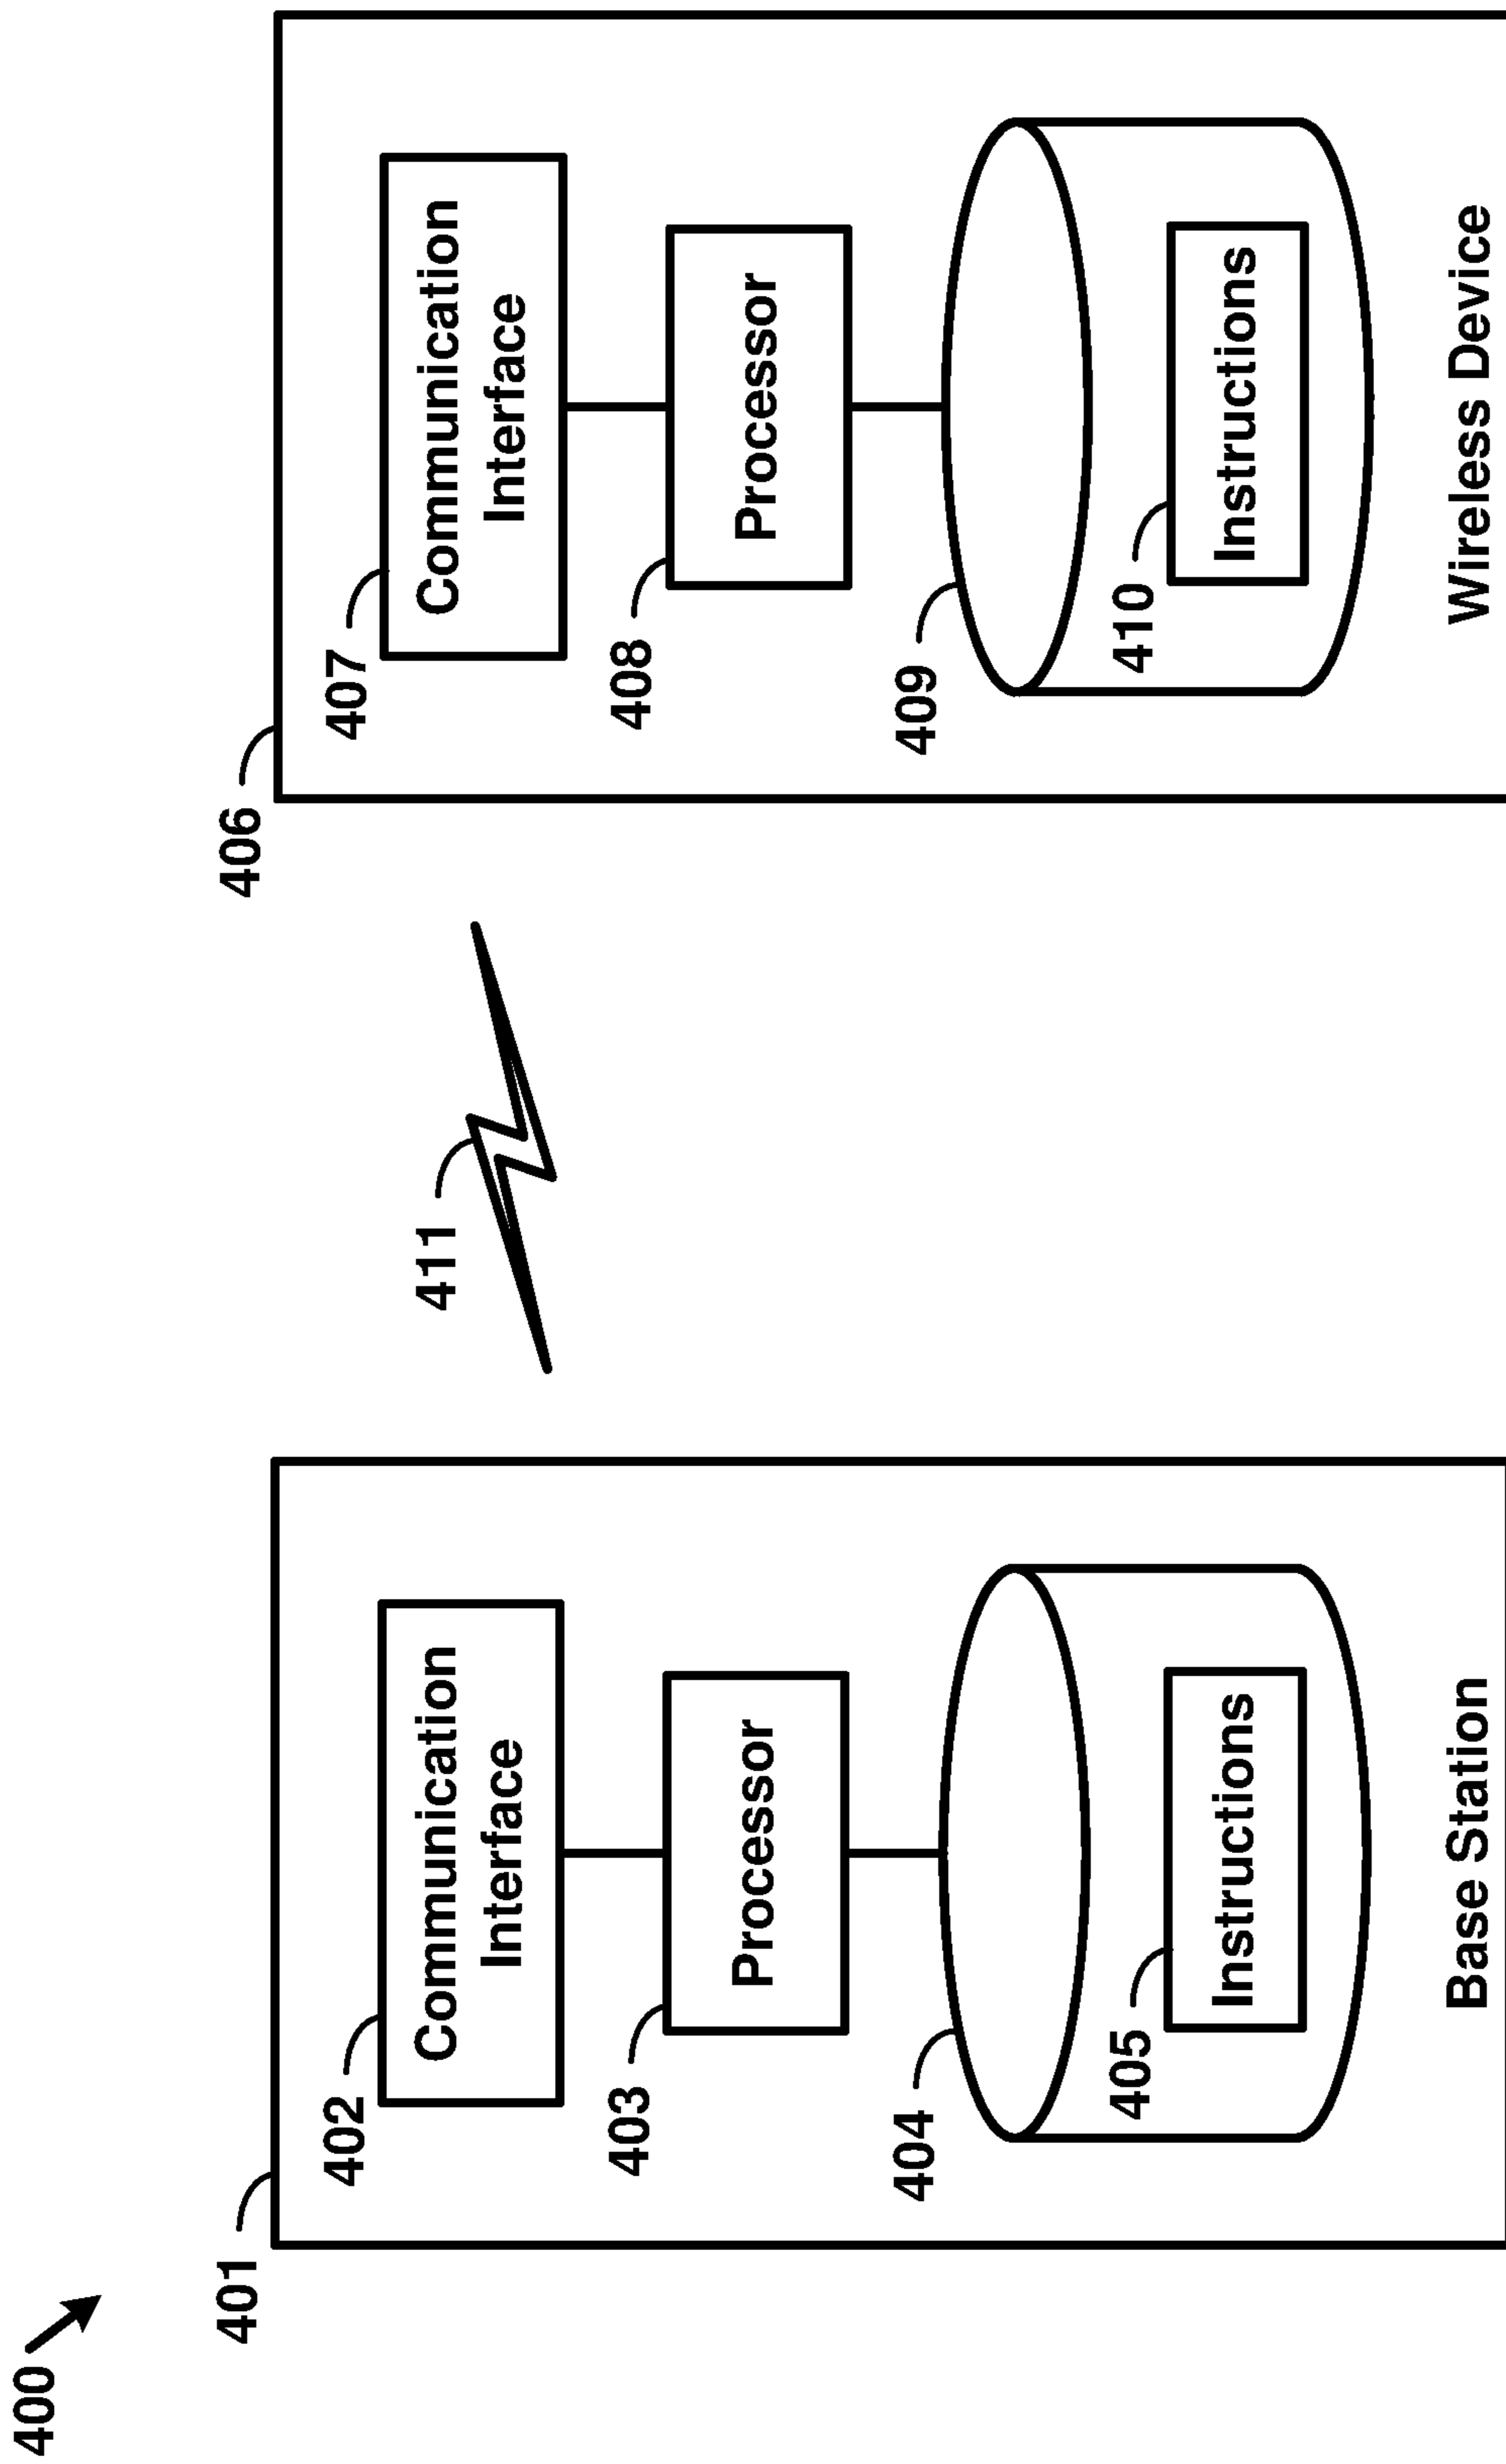 400
401
402
Communication
Interface
403
Processor
404
405
Instructions
Base Station
411
406
407
Communication
Interface
408
Processor
409
410
Instructions
Wireless Device